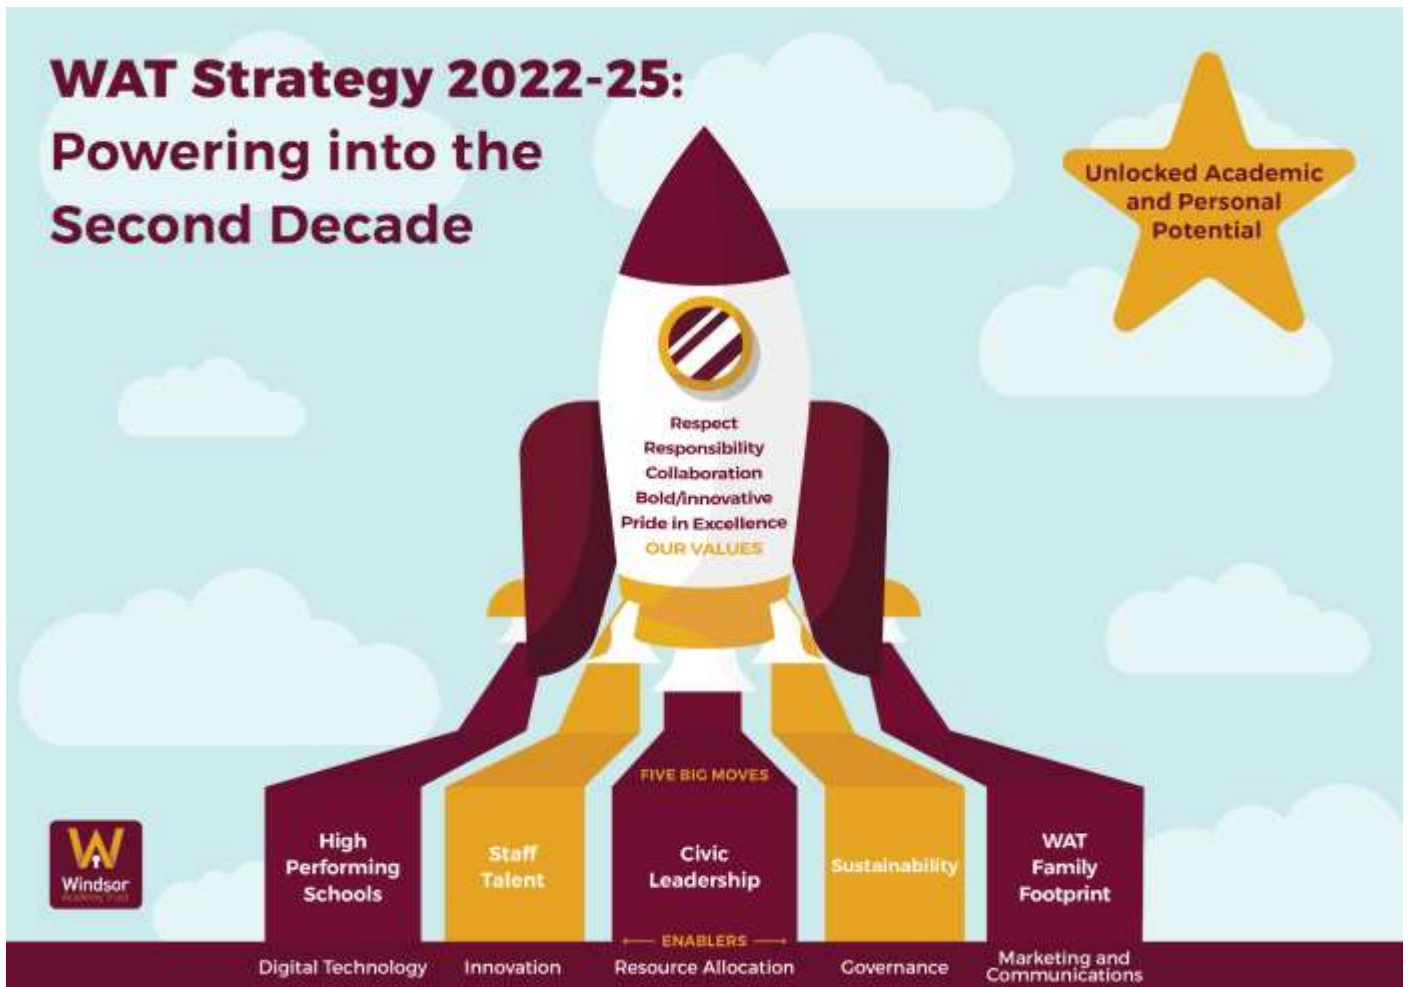 WAT Strategy 2022-25:
Powering into the
Second Decade
Unlocked Academic
and Personal
Potential
Respect
Responsibility
Collaboration
Bold/innovative
Pride in Excellence
OUR VALUES
FIVE BIG MOVES
High
Performing
Schools
Staff
Talent
Civic
Leadership
Sustainability
WAT
Family
Footprint
Windsor
Academy Trust
ENABLERS
Digital Technology
Innovation
Resource Allocation
Governance
Marketing and
Communications